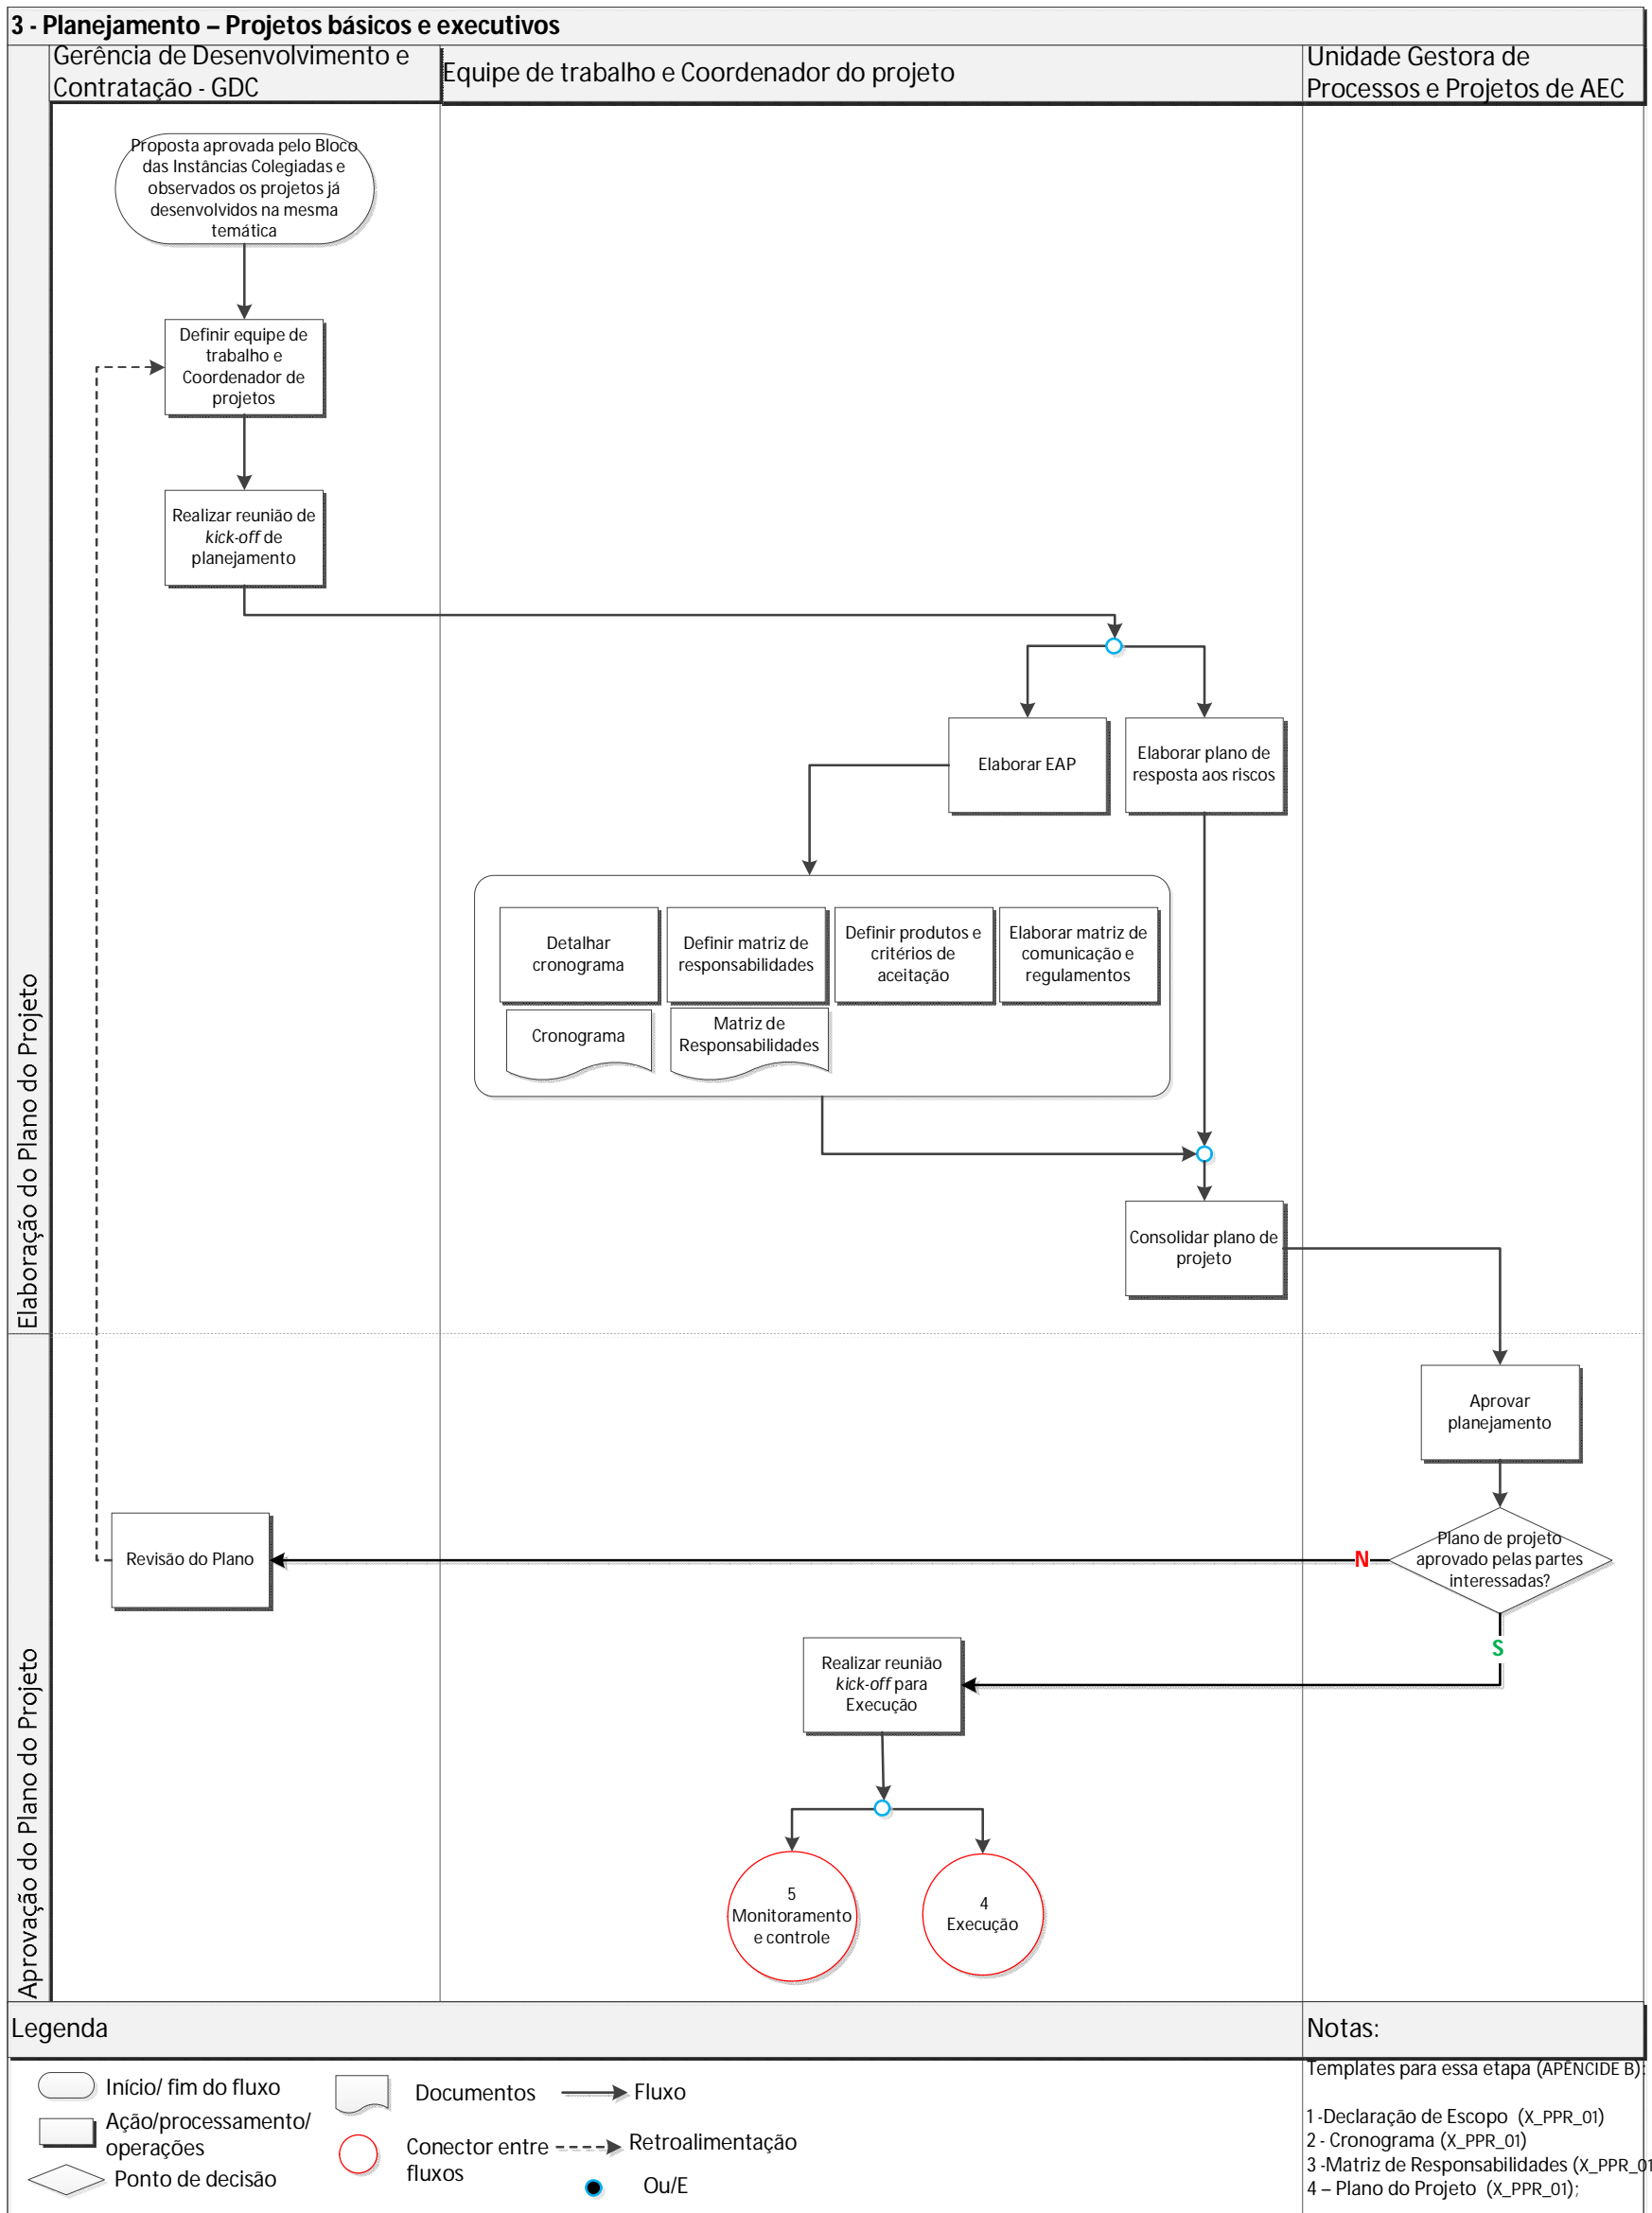 3 - Planejamento – Projetos básicos e executivos
Gerência de Desenvolvimento e
Contratação - GDC
Equipe de trabalho e Coordenador do projeto
Unidade Gestora de
Processos e Projetos de AEC
Elaboração do Plano do Projeto
Proposta aprovada pelo Bloco
das Instâncias Colegiadas e
observados os projetos já
desenvolvidos na mesma
temática
Definir equipe de
trabalho e
Coordenador de
projetos
Realizar reunião de
kick-off de
planejamento
Elaborar EAP
Elaborar plano de
resposta aos riscos
Detalhar
cronograma
Definir matriz de
responsabilidades
Definir produtos e
critérios de
aceitação
Elaborar matriz de
comunicação e
regulamentos
Cronograma
Matriz de
Responsabilidades
Consolidar plano de
projeto
Aprovação do Plano do Projeto
Aprovar
planejamento
Plano de projeto
aprovado pelas partes
interessadas?
N
Revisão do Plano
S
Realizar reunião
kick-off para
Execução
5
Monitoramento
e controle
4
Execução
Legenda
Início/ fim do fluxo
Ação/processamento/
operações
Ponto de decisão
Documentos
Conector entre
fluxos
Fluxo
Retroalimentação
Ou/E
Notas:
Templates para essa etapa (APÊNCIDE B):
1 -Declaração de Escopo (X_PPR_01)
2 - Cronograma (X_PPR_01)
3 -Matriz de Responsabilidades (X_PPR_01
4 – Plano do Projeto (X_PPR_01);